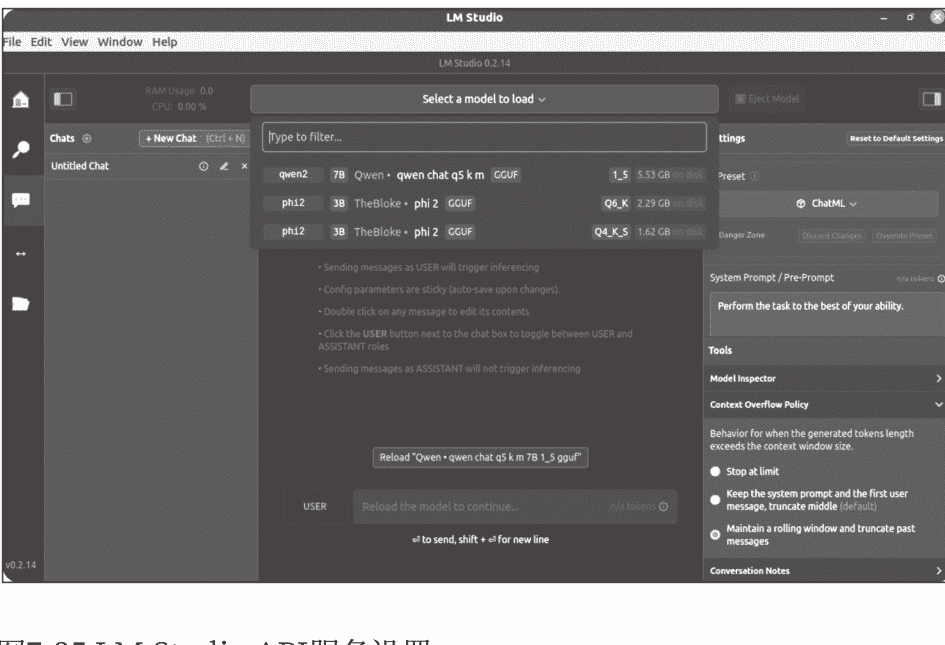 LM Studio
File Edit View Window Help
LM Studio 0.2.14
RAM Usage 0.0
CPU: 0.00 %
Select a model to load
Eject Model
Chats
+ New Chat (Ctrl + N)
Type to filter...
ttings
Reset to Default Settings
Untitled Chat
qwen2 7B Qwen • qwen chat q5 k m GGUF 1_5 5.53 GB on disk
phi2 3B TheBloke • phi 2 GGUF Q6_K 2.29 GB on disk
phi2 3B TheBloke • phi 2 GGUF Q4_K_S 1.62 GB on disk
Preset
ChatML
Danger Zone Discard Changes Override Preset
• Sending messages as USER will trigger inferencing
• Config parameters are sticky (auto-save upon changes).
• Double click on any message to edit its contents
• Click the USER button next to the chat box to toggle between USER and
ASSISTANT roles
• Sending messages as ASSISTANT will not trigger inferencing
System Prompt / Pre-Prompt n/a tokens
Perform the task to the best of your ability.
Tools
Model Inspector
Context Overflow Policy
Behavior for when the generated tokens length
exceeds the context window size.
Stop at limit
Keep the system prompt and the first user
message, truncate middle (default)
Maintain a rolling window and truncate past
messages
Conversation Notes
Reload "Qwen • qwen chat q5 k m 7B 1_5 gguf"
USER
Reload the model to continue... n/a tokens
⏎ to send, shift + ⏎ for new line
v0.2.14